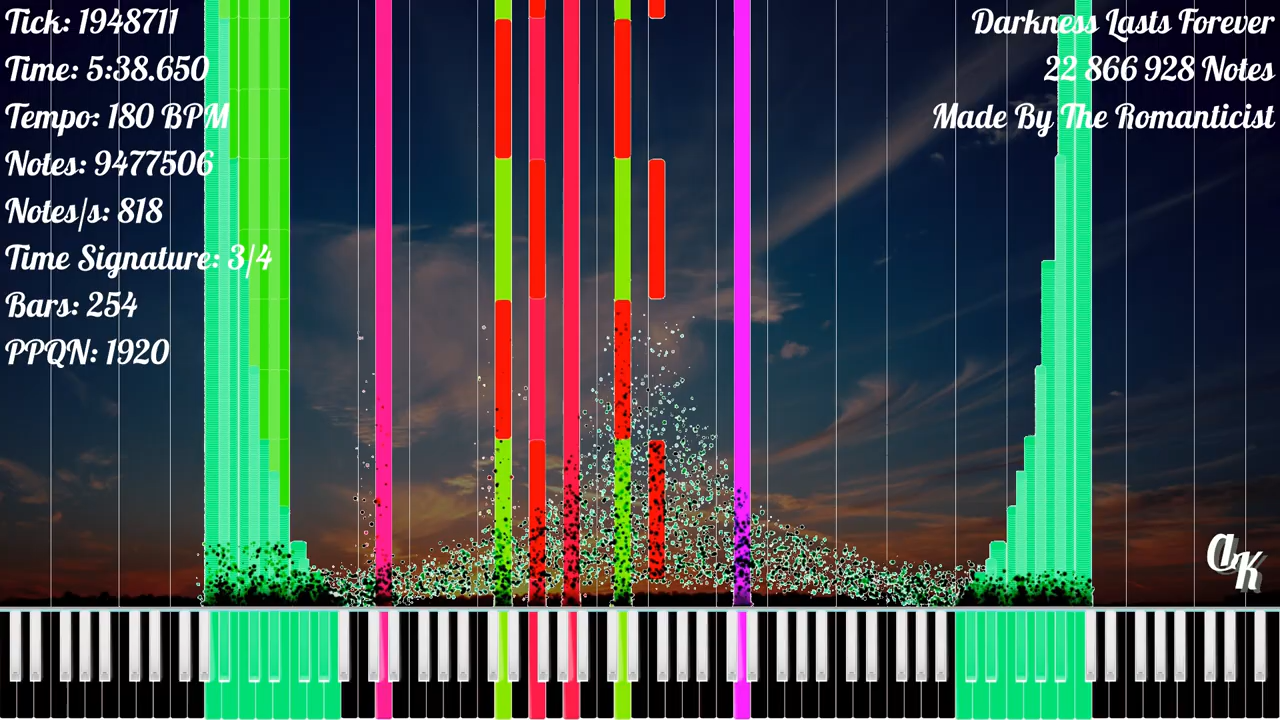 Tick: 1948711
Time: 5:38.650
Tempo: 180 BPM
Notes: 9477506
Notes/s: 818
Time Signature: 3/4
Bars: 254
PPQN: 1920
Darkness Lasts Forever
22 866 928 Notes
Made By The Romanticist
aK